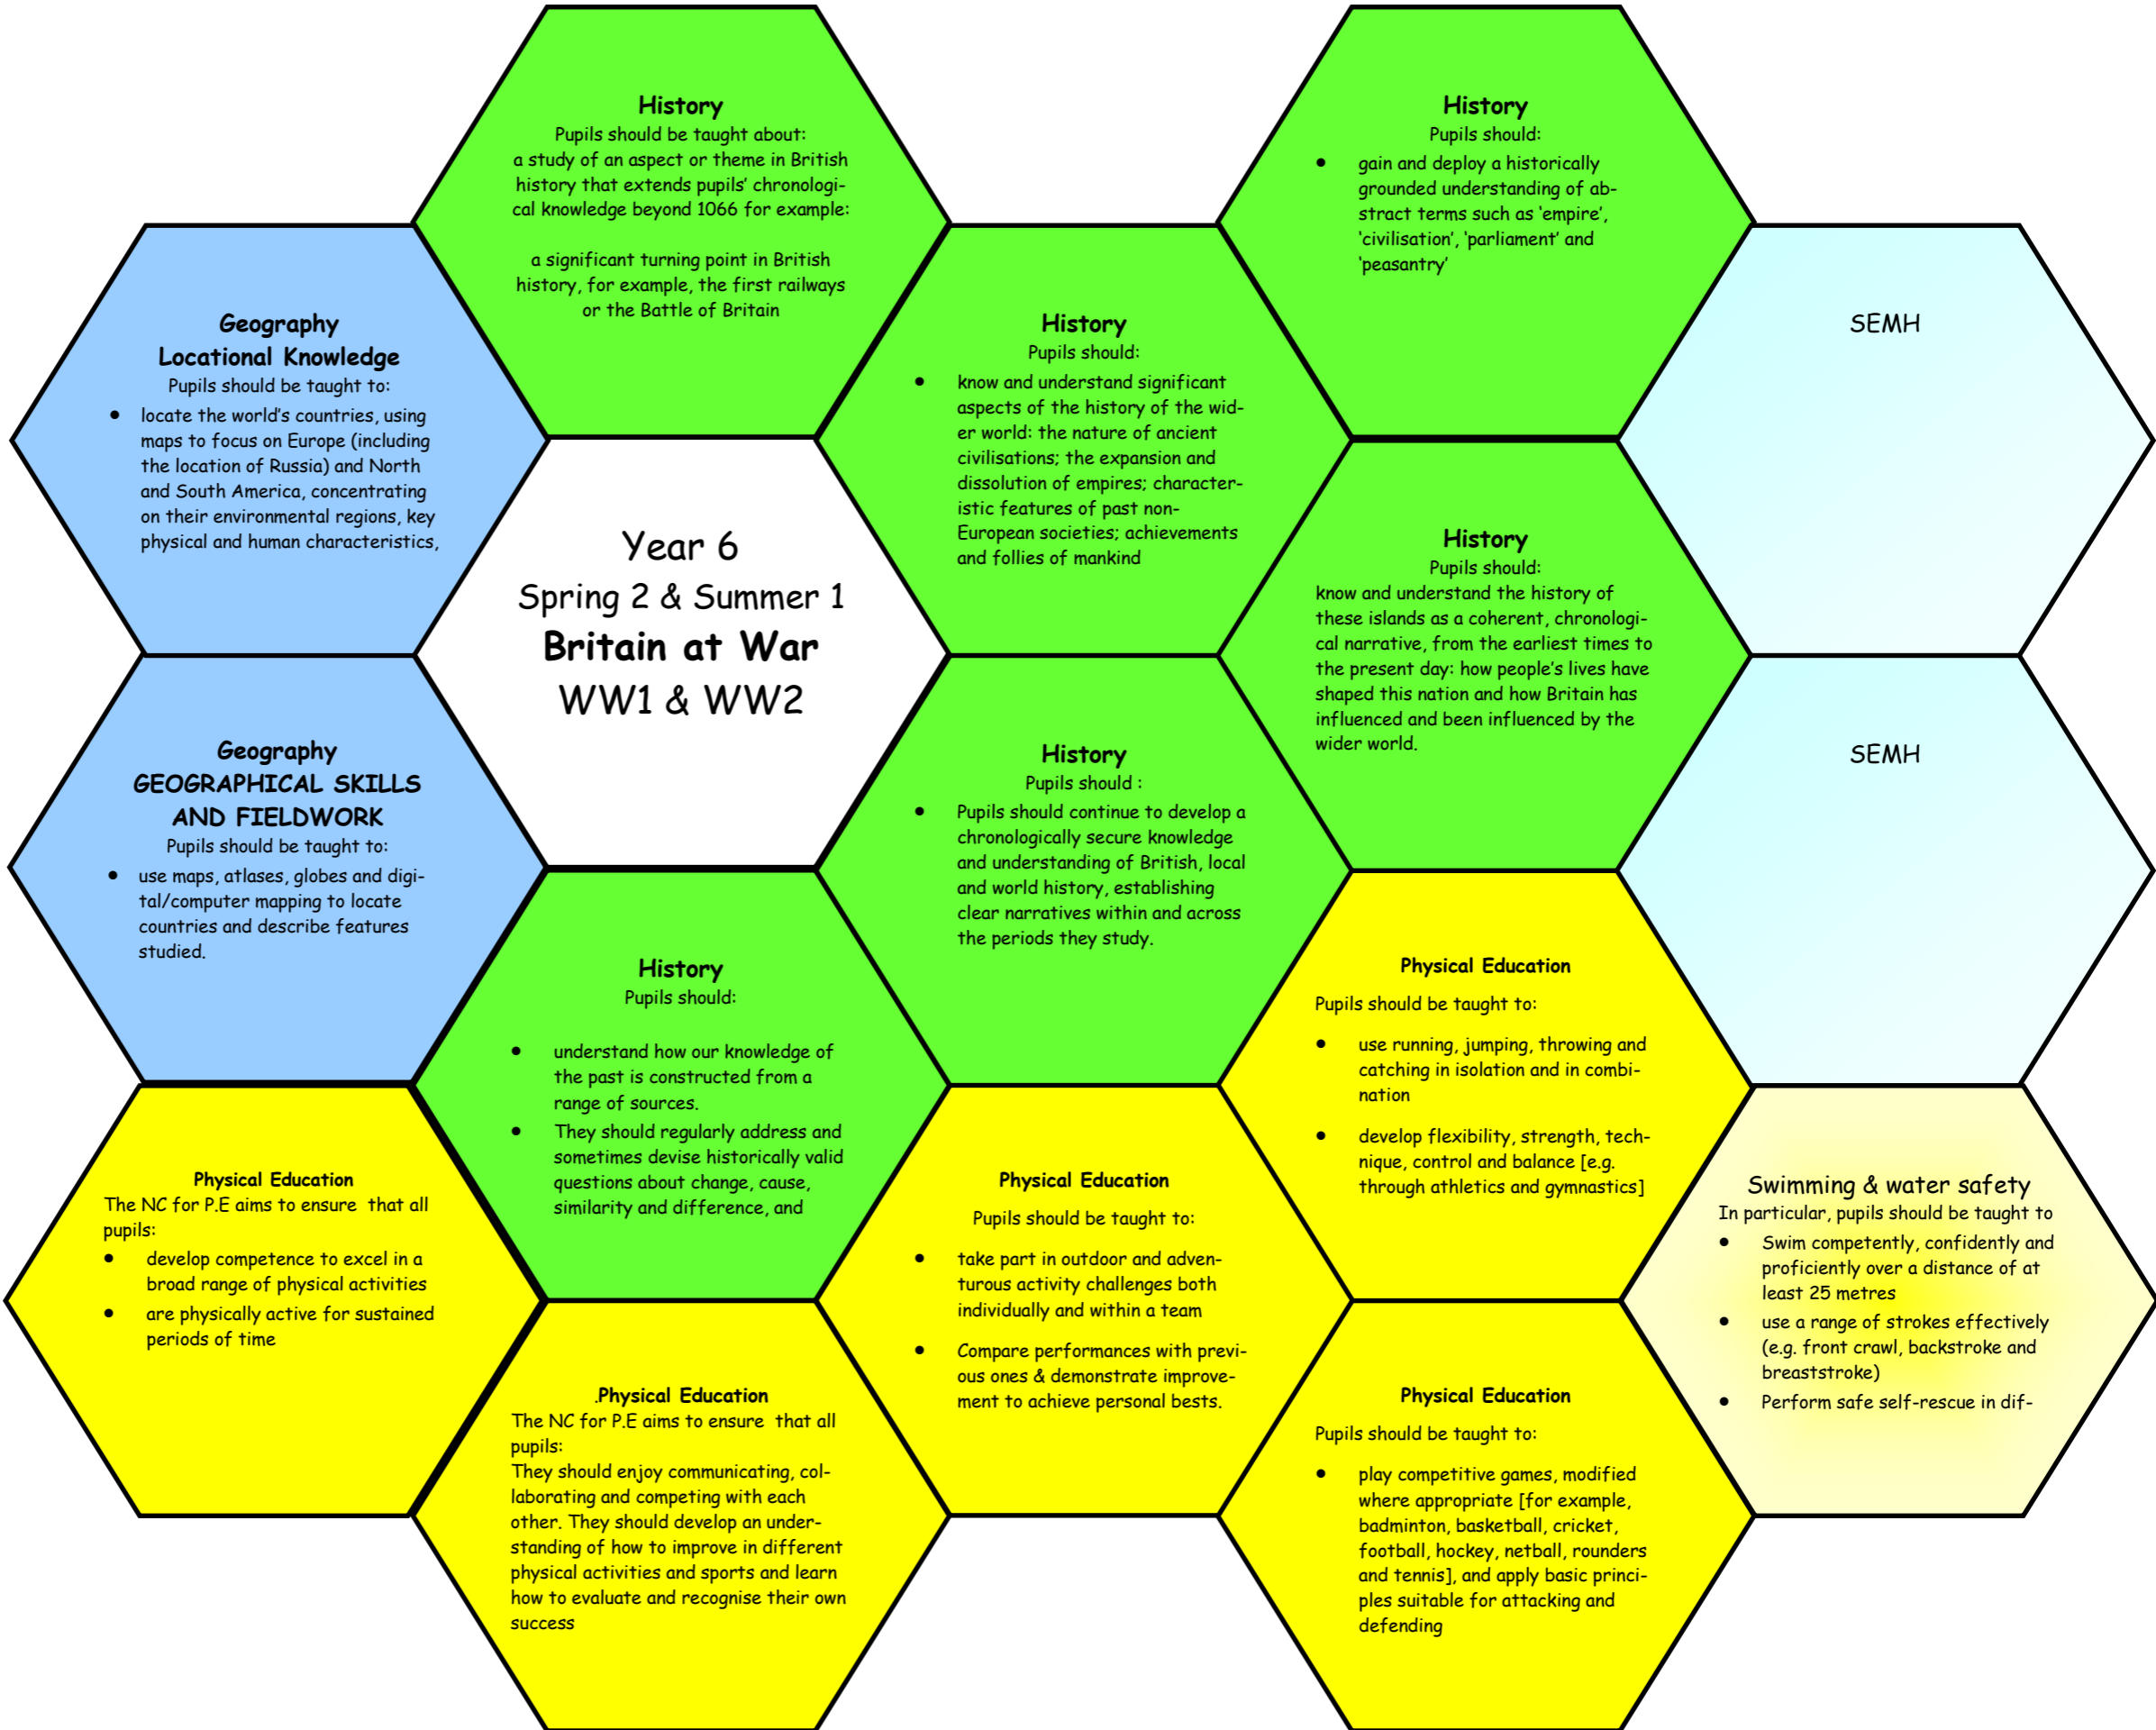 History
Pupils should be taught about:
a study of an aspect or theme in British
history that extends pupils' chronologi-
cal knowledge beyond 1066 for example:
a significant turning point in British
history, for example, the first railways
or the Battle of Britain
History
Pupils should:
• gain and deploy a historically
grounded understanding of ab-
stract terms such as 'empire',
'civilisation', 'parliament' and
'peasantry'
Geography
Locational Knowledge
Pupils should be taught to:
• locate the world's countries, using
maps to focus on Europe (including
the location of Russia) and North
and South America, concentrating
on their environmental regions, key
physical and human characteristics,
History
Pupils should:
• know and understand significant
aspects of the history of the wid-
er world: the nature of ancient
civilisations; the expansion and
dissolution of empires; character-
istic features of past non-
European societies; achievements
and follies of mankind
SEMH
Year 6
Spring 2 & Summer 1
Britain at War
WW1 & WW2
History
Pupils should:
know and understand the history of
these islands as a coherent, chronologi-
cal narrative, from the earliest times to
the present day: how people's lives have
shaped this nation and how Britain has
influenced and been influenced by the
wider world.
Geography
GEOGRAPHICAL SKILLS
AND FIELDWORK
Pupils should be taught to:
• use maps, atlases, globes and digi-
tal/computer mapping to locate
countries and describe features
studied.
History
Pupils should :
• Pupils should continue to develop a
chronologically secure knowledge
and understanding of British, local
and world history, establishing
clear narratives within and across
the periods they study.
SEMH
History
Pupils should:
• understand how our knowledge of
the past is constructed from a
range of sources.
• They should regularly address and
sometimes devise historically valid
questions about change, cause,
similarity and difference, and
Physical Education
Pupils should be taught to:
• use running, jumping, throwing and
catching in isolation and in combi-
nation
• develop flexibility, strength, tech-
nique, control and balance [e.g.
through athletics and gymnastics]
Physical Education
The NC for P.E aims to ensure that all
pupils:
• develop competence to excel in a
broad range of physical activities
• are physically active for sustained
periods of time
Physical Education
Pupils should be taught to:
• take part in outdoor and adven-
turous activity challenges both
individually and within a team
• Compare performances with previ-
ous ones & demonstrate improve-
ment to achieve personal bests.
Swimming & water safety
In particular, pupils should be taught to
• Swim competently, confidently and
proficiently over a distance of at
least 25 metres
• use a range of strokes effectively
(e.g. front crawl, backstroke and
breaststroke)
• Perform safe self-rescue in dif-
.Physical Education
The NC for P.E aims to ensure that all
pupils:
They should enjoy communicating, col-
laborating and competing with each
other. They should develop an under-
standing of how to improve in different
physical activities and sports and learn
how to evaluate and recognise their own
success
Physical Education
Pupils should be taught to:
• play competitive games, modified
where appropriate [for example,
badminton, basketball, cricket,
football, hockey, netball, rounders
and tennis], and apply basic princi-
ples suitable for attacking and
defending